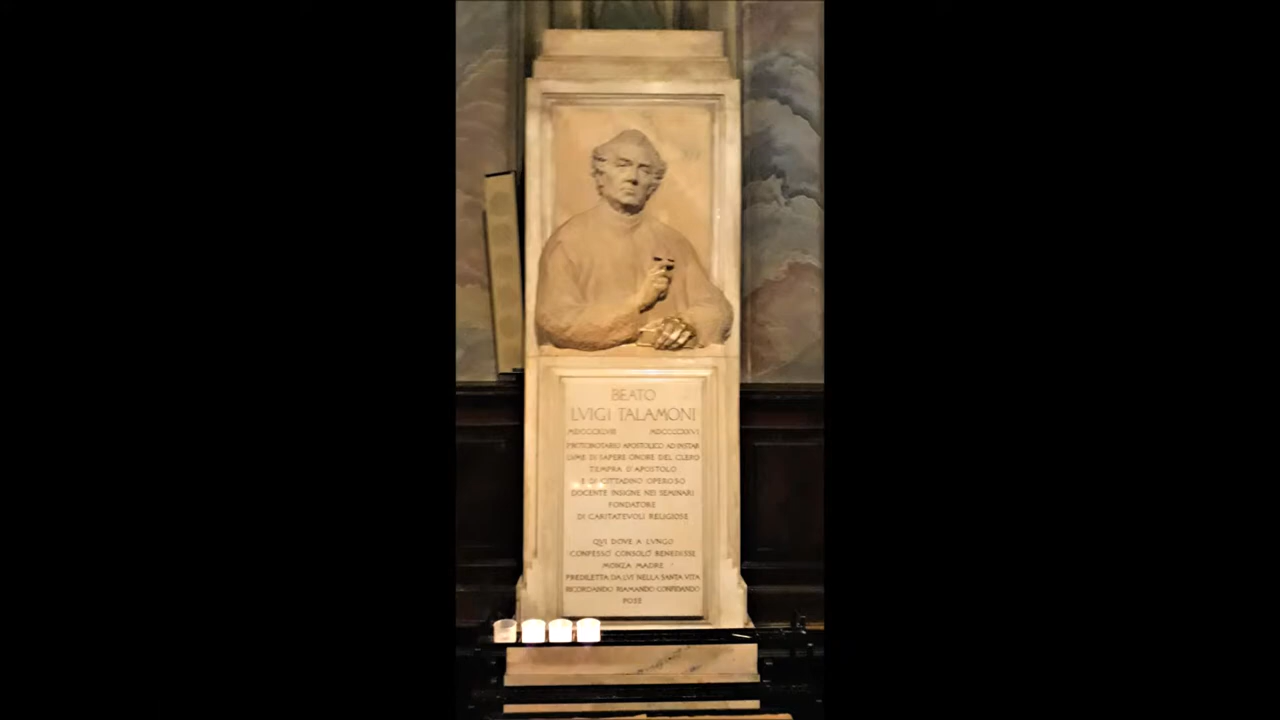 BEATO
LVIGI TALAMONI
MDCCCXLVIII MDCCCCXXVI
PROTONOTARIO APOSTOLICO AD INSTAR
LUME DI SAPERE ONORE DEL CLERO
TEMPRA D'APOSTOLO
E DI CITTADINO OPEROSO
DOCENTE INSIGNE NEI SEMINARI
FONDATORE
DI CARITATEVOLI RELIGIOSE
QVI DOVE A LVNGO
CONFESSÒ CONSOLÒ BENEDISSE
MONZA MADRE
PREDILETTA DA LVI NELLA SANTA VITA
RICORDANDO RIAMANDO CONFIDANDO
POSE